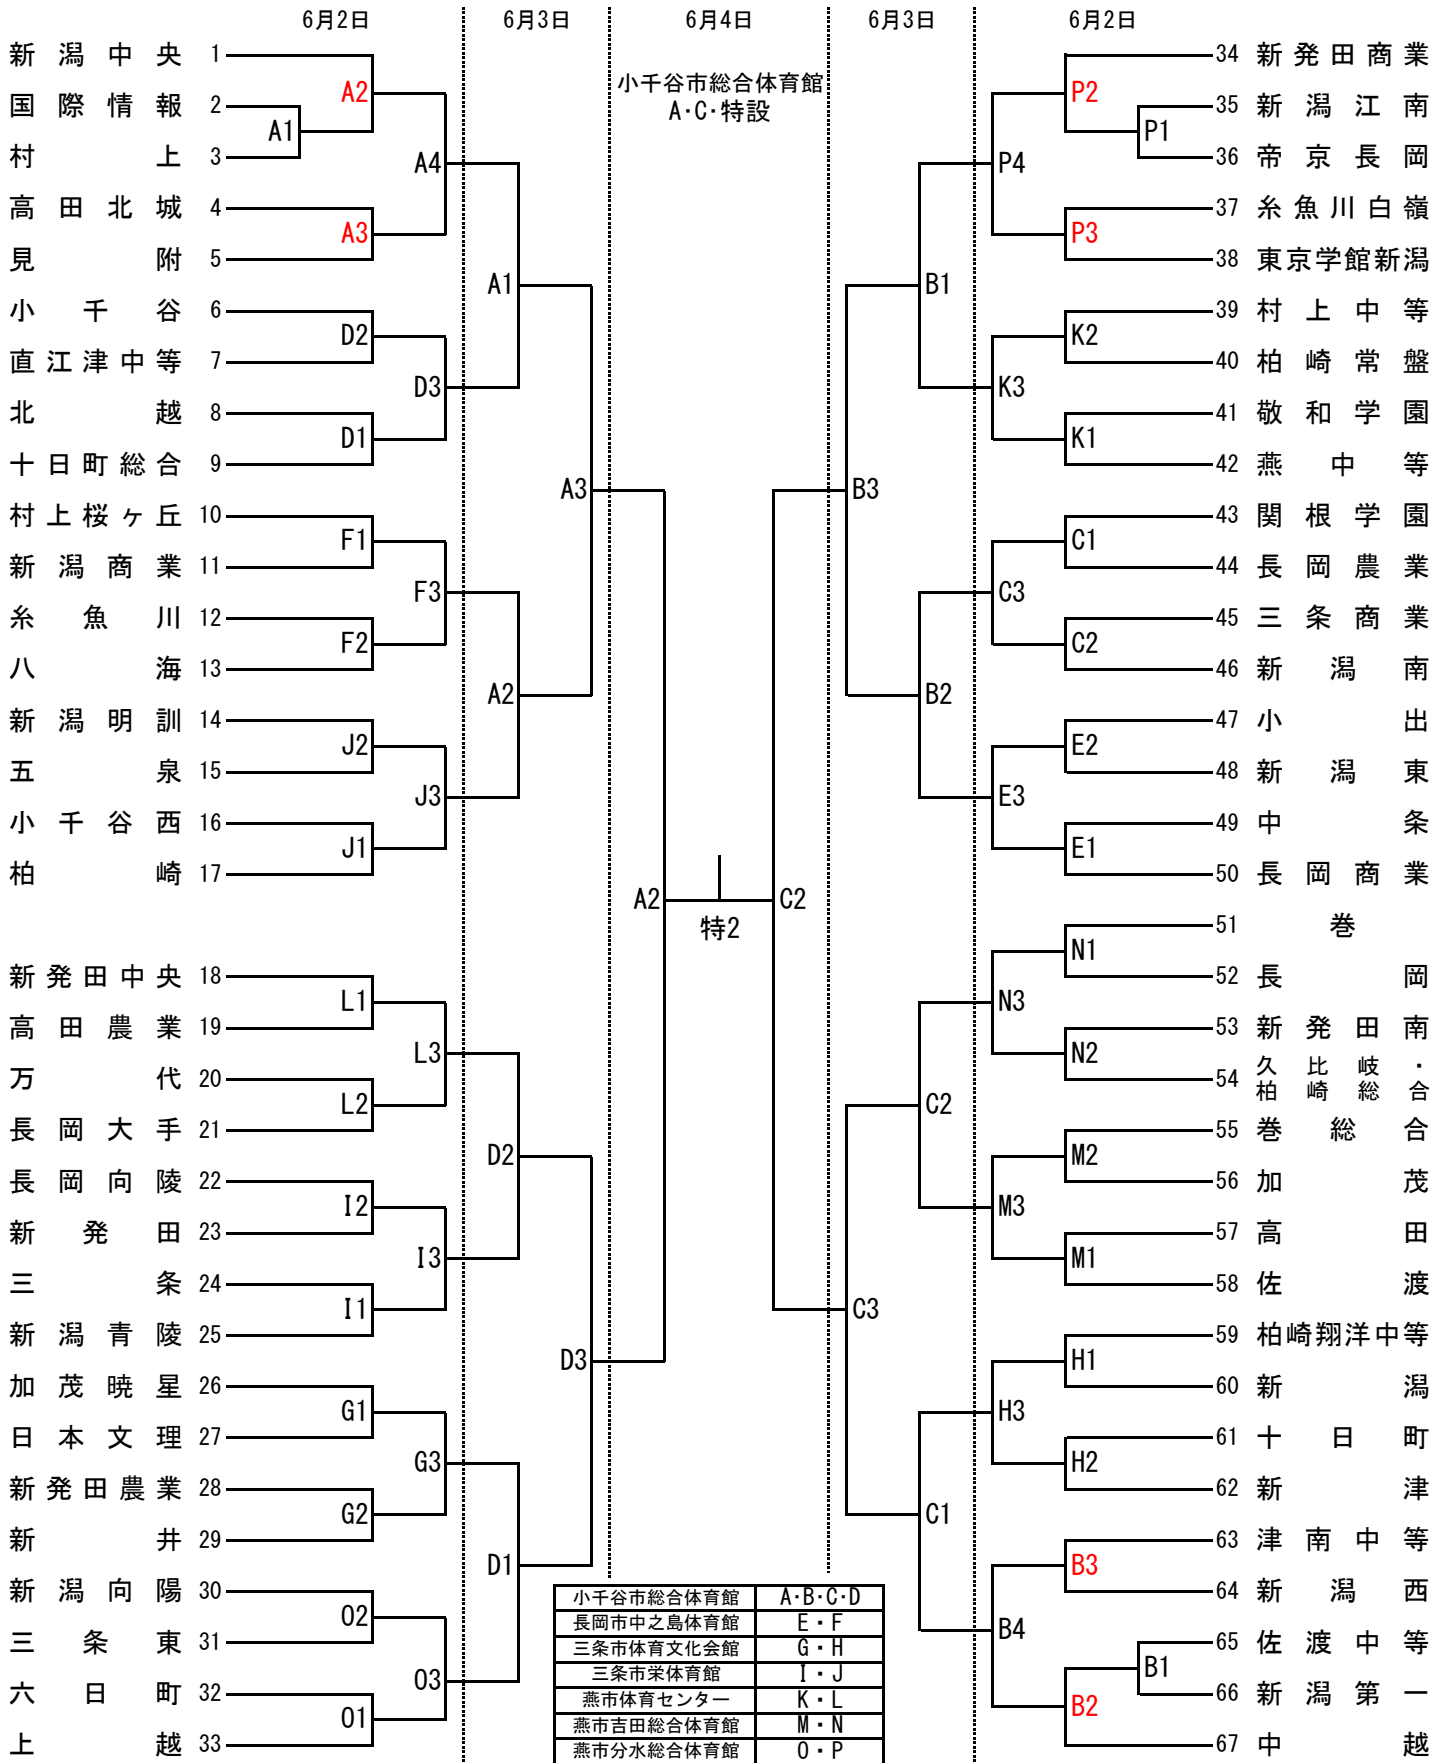 6月2日 6月3日 6月4日 6月3日 6月2日
小千谷市総合体育館
A・C・特設
新潟中央 1
国際情報 2
村上 3
高田北城 4
見附 5
小千谷 6
直江津中等 7
北越 8
十日町総合 9
村上桜ヶ丘 10
新潟商業 11
糸魚川 12
八海 13
新潟明訓 14
五泉 15
小千谷西 16
柏崎 17
新発田中央 18
高田農業 19
万代 20
長岡大手 21
長岡向陵 22
新発田 23
三条 24
新潟青陵 25
加茂暁星 26
日本文理 27
新発田農業 28
新井 29
新潟向陽 30
三条東 31
六日町 32
上越 33
A2
A1
A3
D2
D1
F1
F2
J2
J1
L1
L2
I2
I1
G1
G2
O2
O1
A4
D3
F3
J3
L3
I3
G3
O3
A1
A2
D2
D1
A3
D3
A2
特2
C2
B3
C3
B1
B2
C2
C1
P4
K3
C3
E3
N3
M3
H3
B4
P2
P1
P3
K2
K1
C1
C2
E2
E1
N1
N2
M2
M1
H1
H2
B3
B1
B2
34 新発田商業
35 新潟江南
36 帝京長岡
37 糸魚川白嶺
38 東京学館新潟
39 村上中等
40 柏崎常盤
41 敬和学園
42 燕中等
43 関根学園
44 長岡農業
45 三条商業
46 新潟南
47 小出
48 新潟東
49 中条
50 長岡商業
51 巻
52 長岡
53 新発田南
54 久比岐・
柏崎総合
55 巻総合
56 加茂
57 高田
58 佐渡
59 柏崎翔洋中等
60 新潟
61 十日町
62 新津
63 津南中等
64 新潟西
65 佐渡中等
66 新潟第一
67 中越
小千谷市総合体育館 A・B・C・D
長岡市中之島体育館 E・F
三条市体育文化会館 G・H
三条市栄体育館 I・J
燕市体育センター K・L
燕市吉田総合体育館 M・N
燕市分水総合体育館 O・P